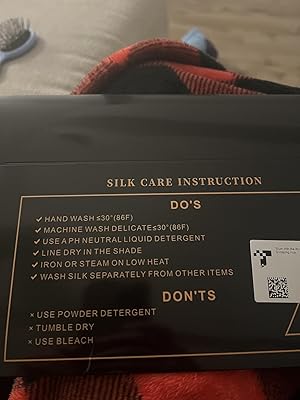 SILK CARE INSTRUCTION
DO'S
✓ HAND WASH ≤30°(86F)
✓ MACHINE WASH DELICATE≤30°(86F)
✓ USE A PH NEUTRAL LIQUID DETERGENT
✓ LINE DRY IN THE SHADE
✓ IRON OR STEAM ON LOW HEAT
✓ WASH SILK SEPARATELY FROM OTHER ITEMS
DON'TS
× USE POWDER DETERGENT
× TUMBLE DRY
× USE BLEACH